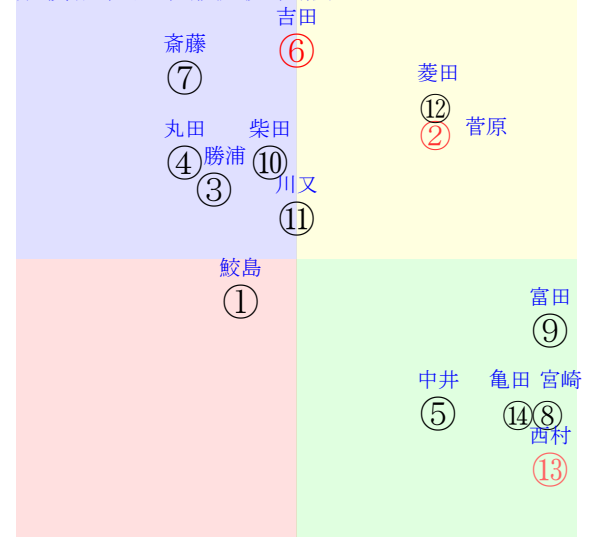 吉田
⑥
斎藤
⑦
菱田
⑫
② 菅原
丸田 柴田
④ 勝浦 ⑩
③ 川又
⑪
鮫島
①
富田
⑨
中井 亀田 宮崎
⑤ ⑭ ⑧
西村
⑬